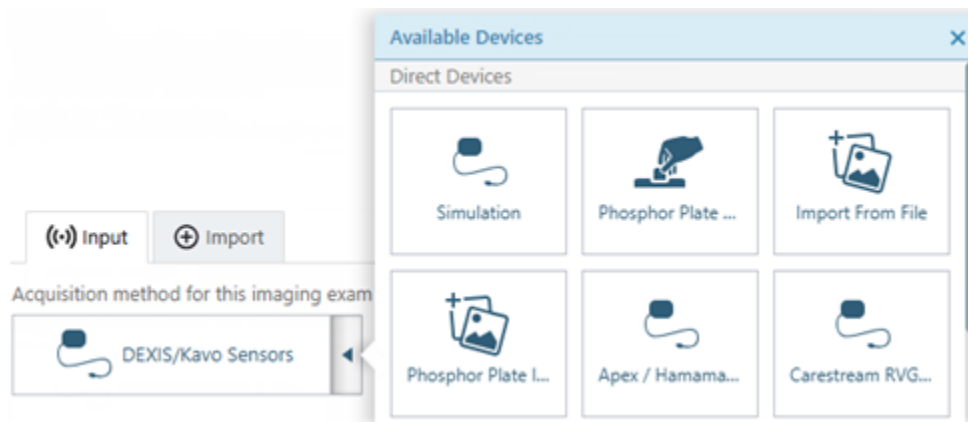 Available Devices
Direct Devices
Simulation
Phosphor Plate ...
Import From File
Input
Import
Acquisition method for this imaging exam
DEXIS/Kavo Sensors
Phosphor Plate I...
Apex / Hamama...
Carestream RVG...